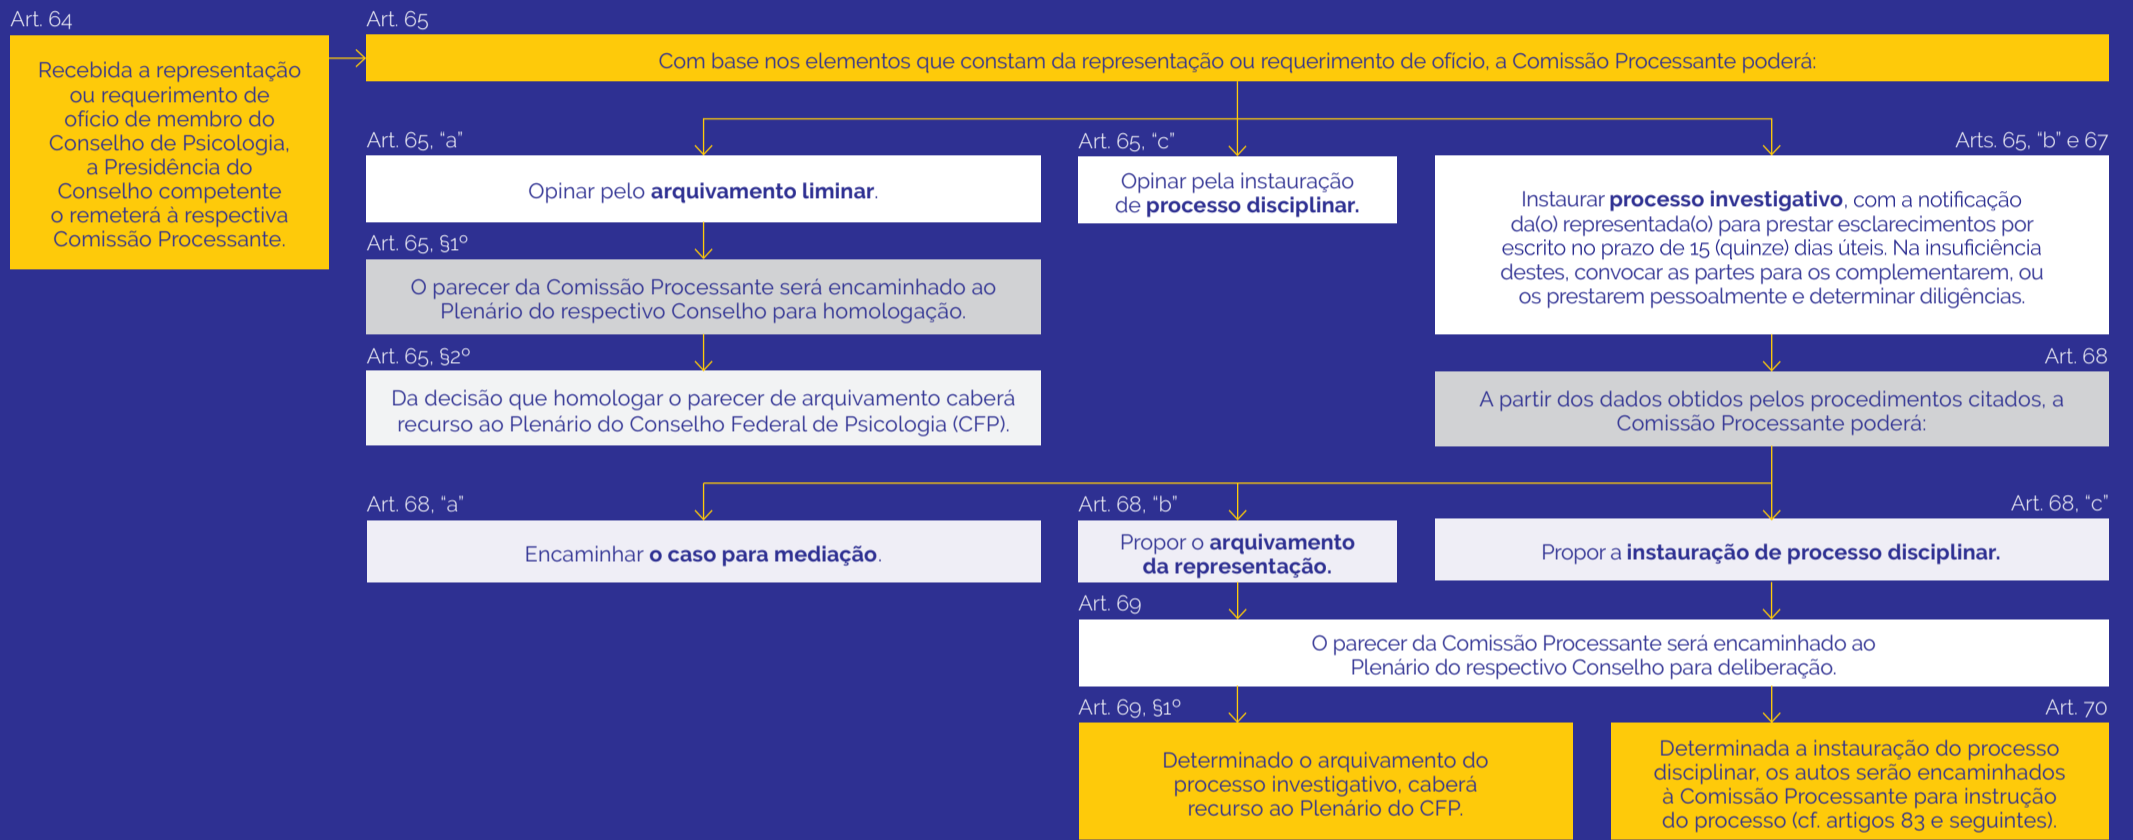 Art. 64
Recebida a representação
ou requerimento de
ofício de membro do
Conselho de Psicologia,
a Presidência do
Conselho competente
o remeterá à respectiva
Comissão Processante.
Art. 65
Com base nos elementos que constam da representação ou requerimento de ofício, a Comissão Processante poderá:
Art. 65, “a”
Opinar pelo arquivamento liminar.
Art. 65, §1º
O parecer da Comissão Processante será encaminhado ao
Plenário do respectivo Conselho para homologação.
Art. 65, §2º
Da decisão que homologar o parecer de arquivamento caberá
recurso ao Plenário do Conselho Federal de Psicologia (CFP).
Art. 65, “c”
Opinar pela instauração
de processo disciplinar.
Arts. 65, “b” e 67
Instaurar processo investigativo, com a notificação
da(o) representada(o) para prestar esclarecimentos por
escrito no prazo de 15 (quinze) dias úteis. Na insuficiência
destes, convocar as partes para os complementarem, ou
os prestarem pessoalmente e determinar diligências.
Art. 68
A partir dos dados obtidos pelos procedimentos citados, a
Comissão Processante poderá:
Art. 68, “a”
Encaminhar o caso para mediação.
Art. 68, “b”
Propor o arquivamento
da representação.
Art. 68, “c”
Propor a instauração de processo disciplinar.
Art. 69
O parecer da Comissão Processante será encaminhado ao
Plenário do respectivo Conselho para deliberação.
Art. 69, §1º
Determinado o arquivamento do
processo investigativo, caberá
recurso ao Plenário do CFP.
Art. 70
Determinada a instauração do processo
disciplinar, os autos serão encaminhados
à Comissão Processante para instrução
do processo (cf. artigos 83 e seguintes).